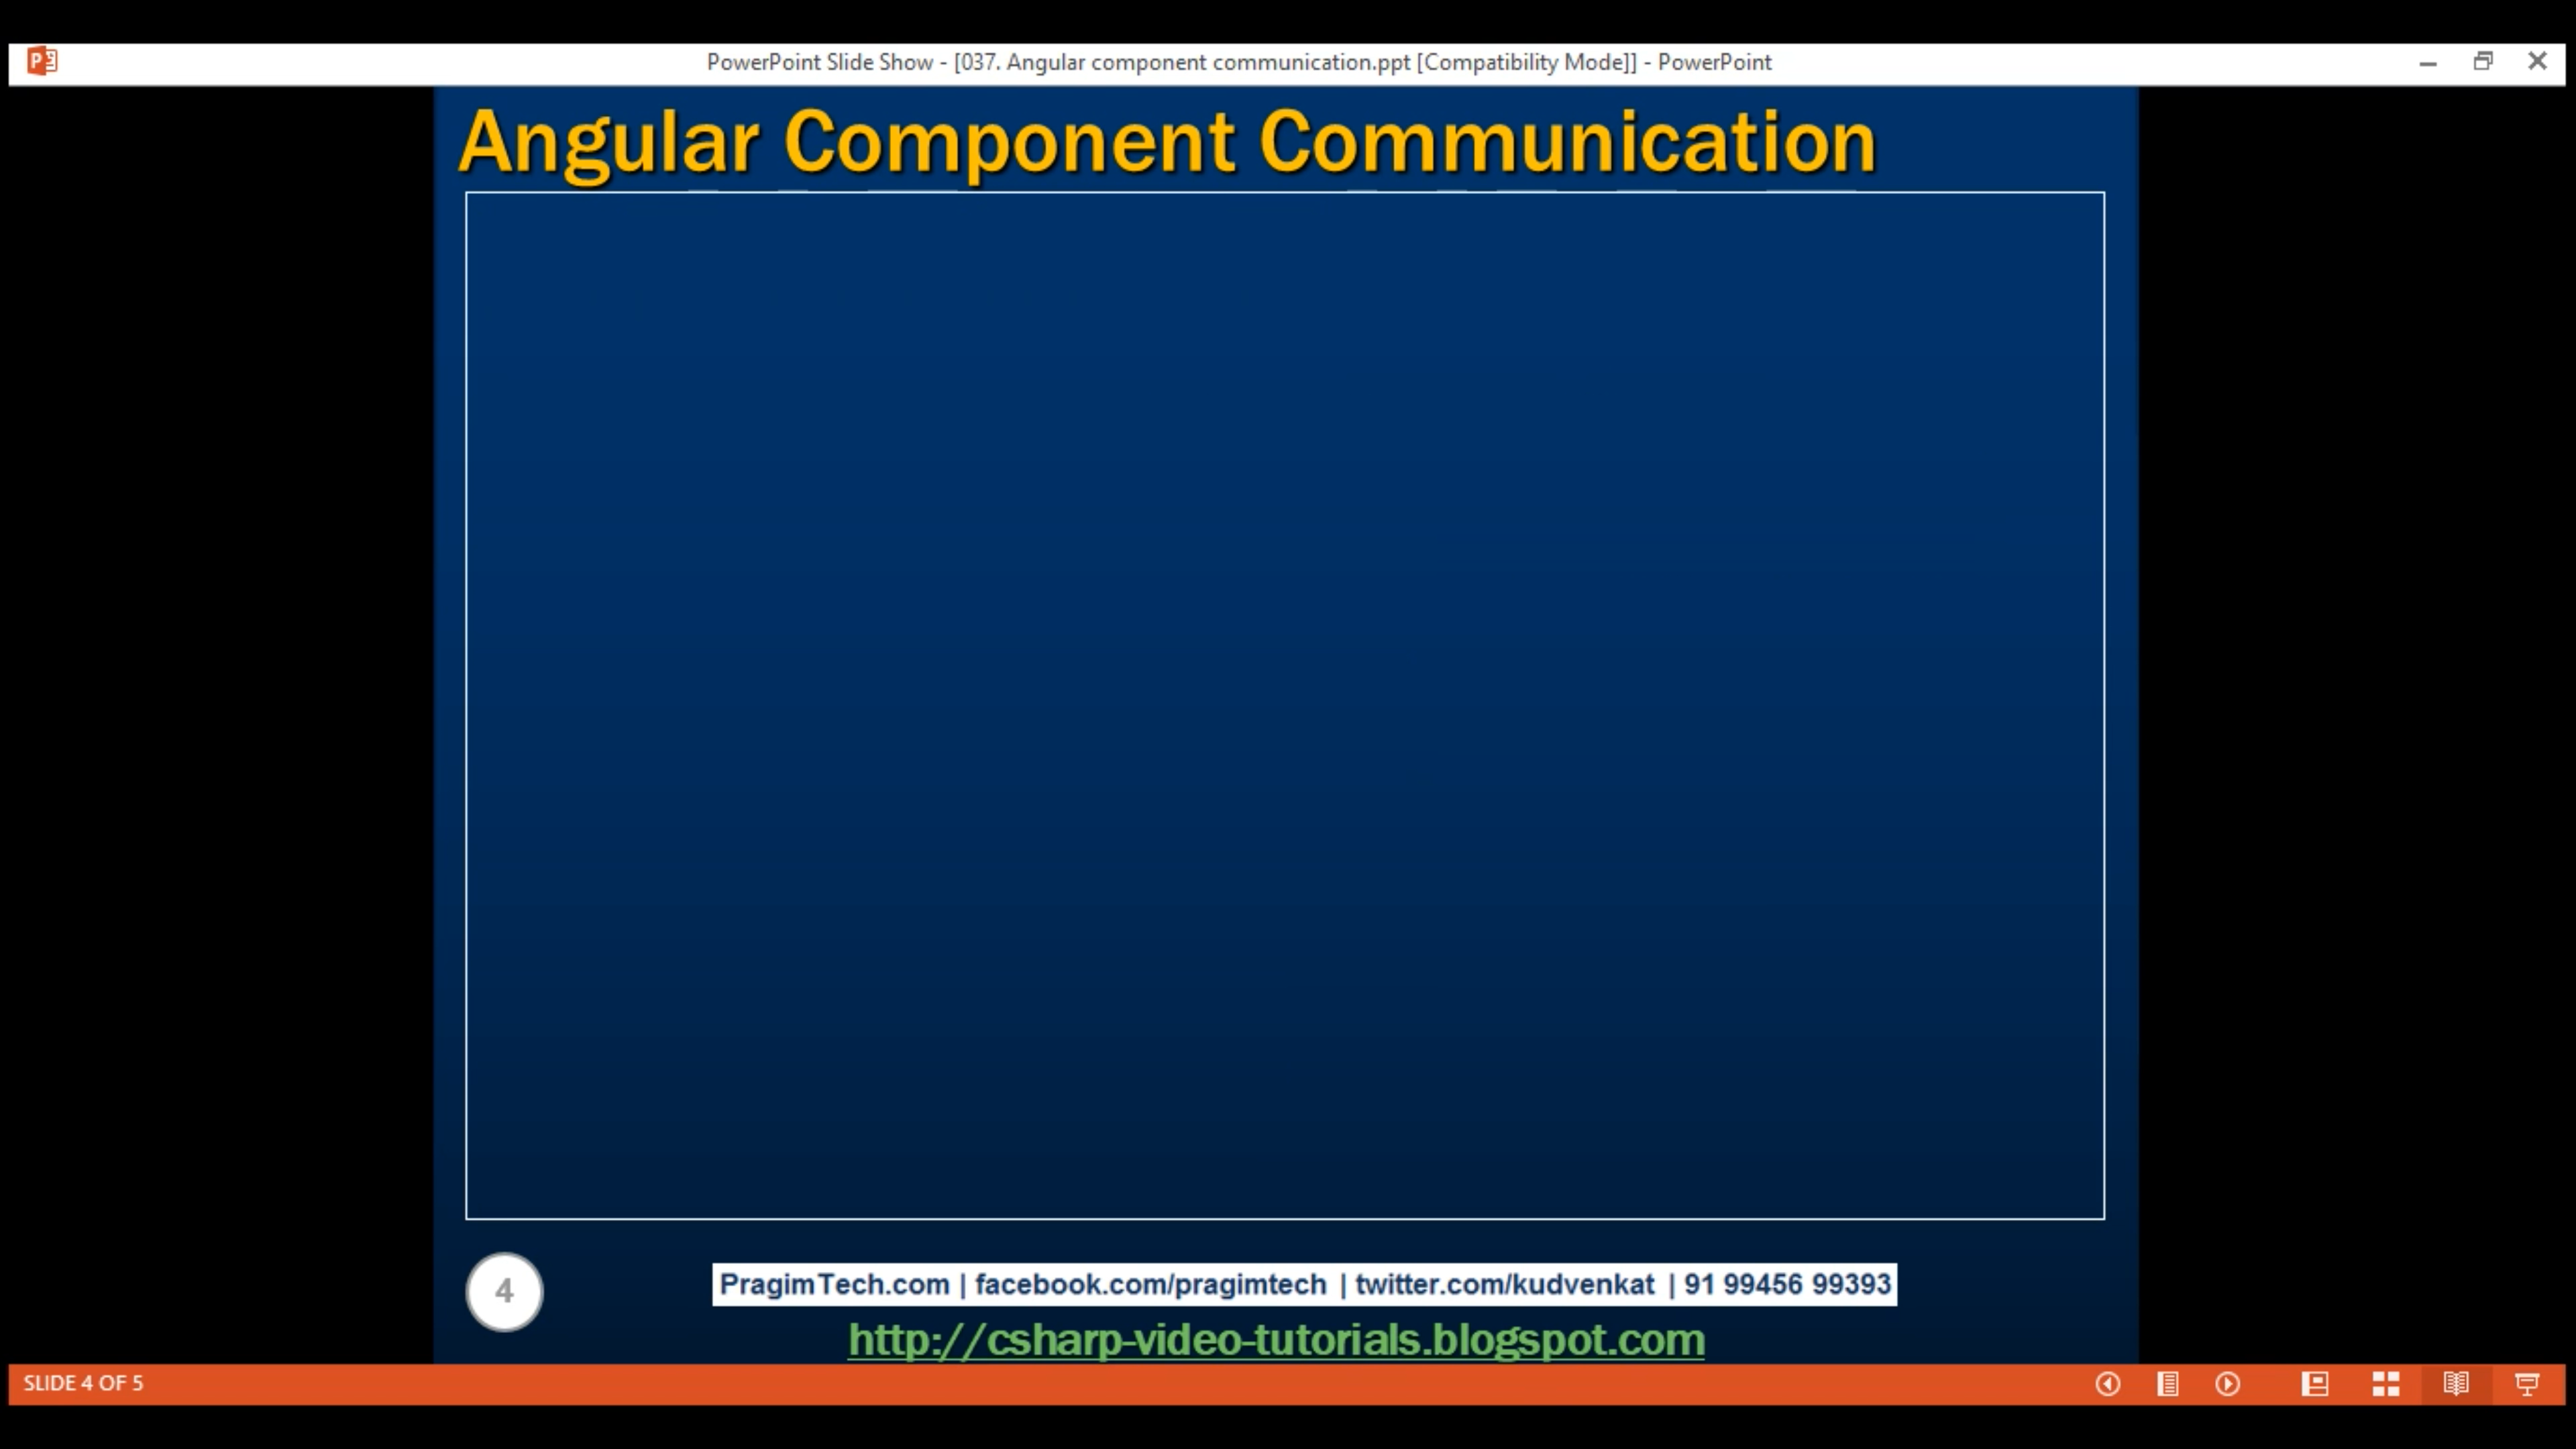 PowerPoint Slide Show - [037. Angular component communication.ppt [Compatibility Mode]] - PowerPoint
Angular Component Communication
4
PragimTech.com | facebook.com/pragimtech | twitter.com/kudvenkat | 91 99456 99393
http://csharp-video-tutorials.blogspot.com
SLIDE 4 OF 5